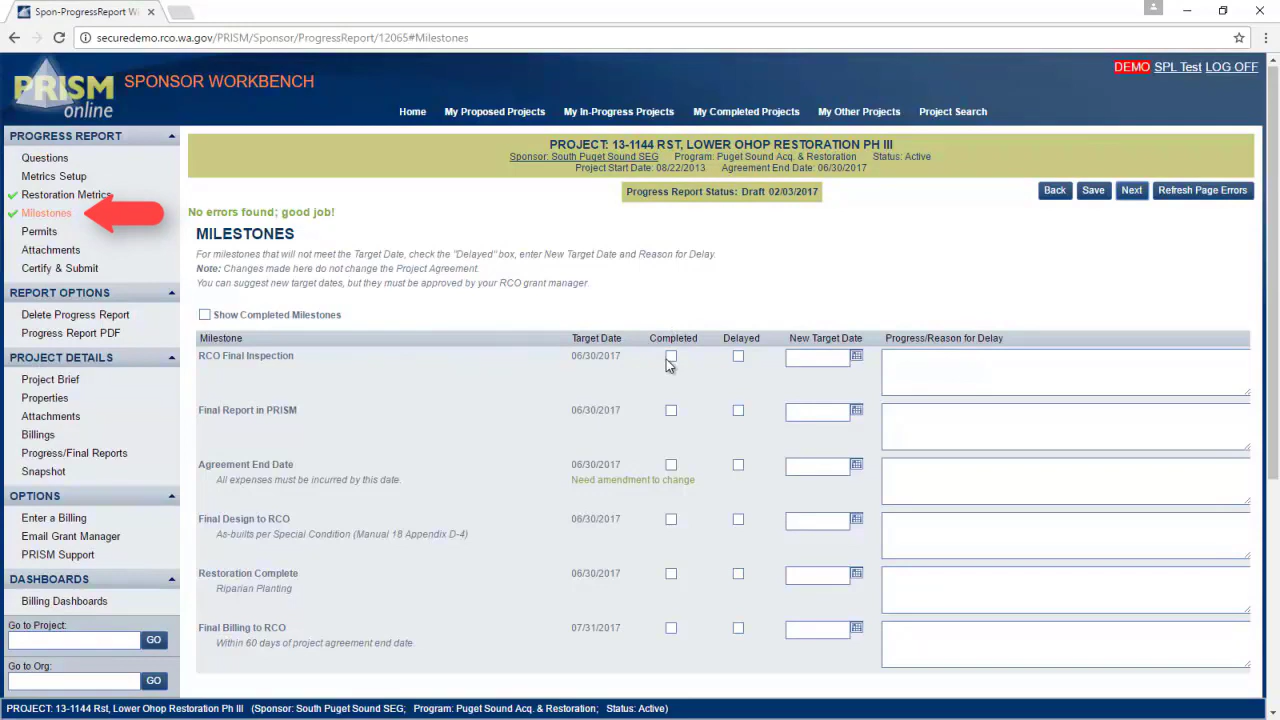 Spon-ProgressReport W
securedemo.rco.wa.gov/PRISM/Sponsor/ProgressReport/12065#Milestones
PRISM online
SPONSOR WORKBENCH
DEMO SPL Test LOG OFF
Home My Proposed Projects My In-Progress Projects My Completed Projects My Other Projects Project Search
PROGRESS REPORT
Questions
Metrics Setup
Restoration Metrics
Milestones
Permits
Attachments
Certify & Submit
REPORT OPTIONS
Delete Progress Report
Progress Report PDF
PROJECT DETAILS
Project Brief
Properties
Attachments
Billings
Progress/Final Reports
Snapshot
OPTIONS
Enter a Billing
Email Grant Manager
PRISM Support
DASHBOARDS
Billing Dashboards
Go to Project:
GO
Go to Org:
GO
PROJECT: 13-1144 RST, LOWER OHOP RESTORATION PH III
Sponsor: South Puget Sound SEG Program: Puget Sound Acq. & Restoration Status: Active
Project Start Date: 08/22/2013 Agreement End Date: 06/30/2017
Progress Report Status: Draft 02/03/2017
Back Save Next Refresh Page Errors
No errors found; good job!
MILESTONES
For milestones that will not meet the Target Date, check the "Delayed" box, enter New Target Date and Reason for Delay.
Note: Changes made here do not change the Project Agreement.
You can suggest new target dates, but they must be approved by your RCO grant manager.
Show Completed Milestones
Milestone Target Date Completed Delayed New Target Date Progress/Reason for Delay
RCO Final Inspection 06/30/2017
Final Report in PRISM 06/30/2017
Agreement End Date 06/30/2017
All expenses must be incurred by this date. Need amendment to change
Final Design to RCO 06/30/2017
As-builts per Special Condition (Manual 18 Appendix D-4)
Restoration Complete 06/30/2017
Riparian Planting
Final Billing to RCO 07/31/2017
Within 60 days of project agreement end date.
PROJECT: 13-1144 Rst, Lower Ohop Restoration Ph III (Sponsor: South Puget Sound SEG; Program: Puget Sound Acq. & Restoration; Status: Active)